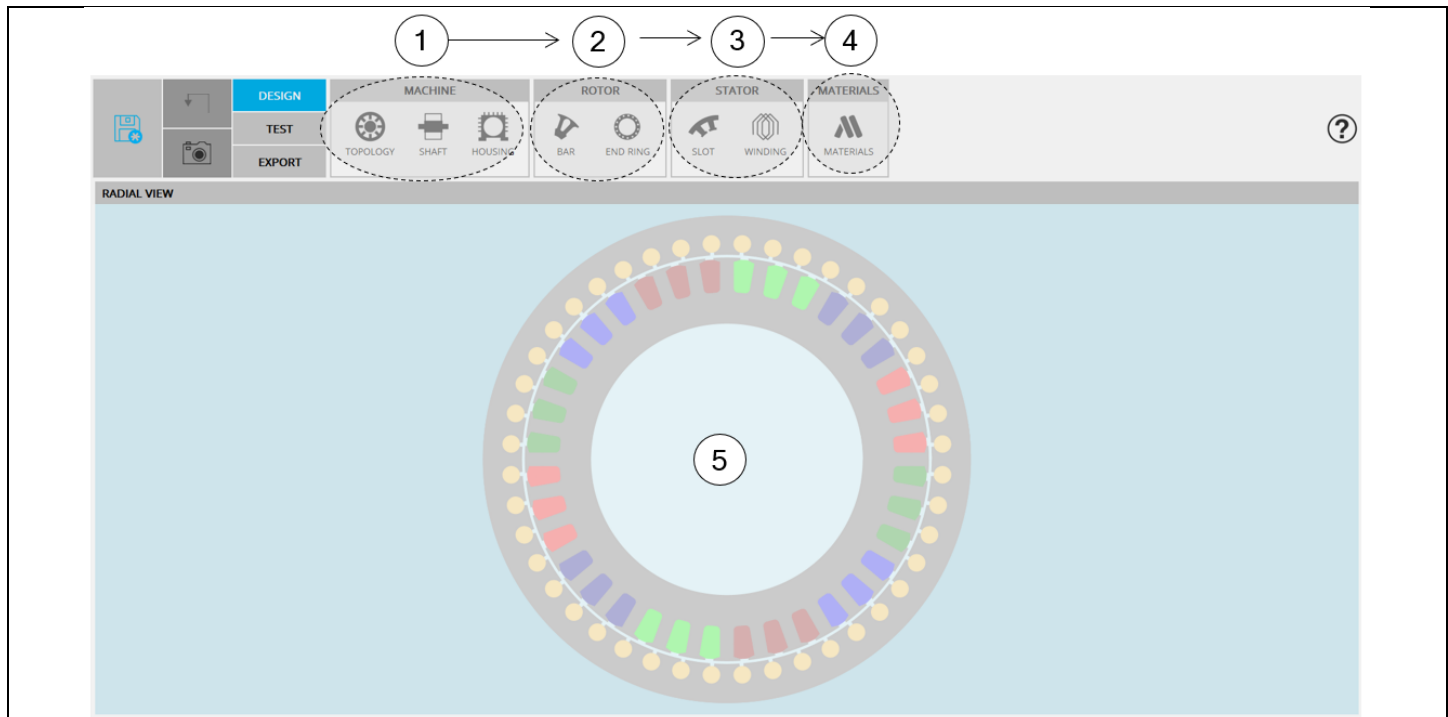 1 2 3 4
DESIGN MACHINE ROTOR STATOR MATERIALS
TEST
TOPOLOGY SHAFT HOUSING BAR END RING SLOT WINDING MATERIALS
EXPORT
?
RADIAL VIEW
5